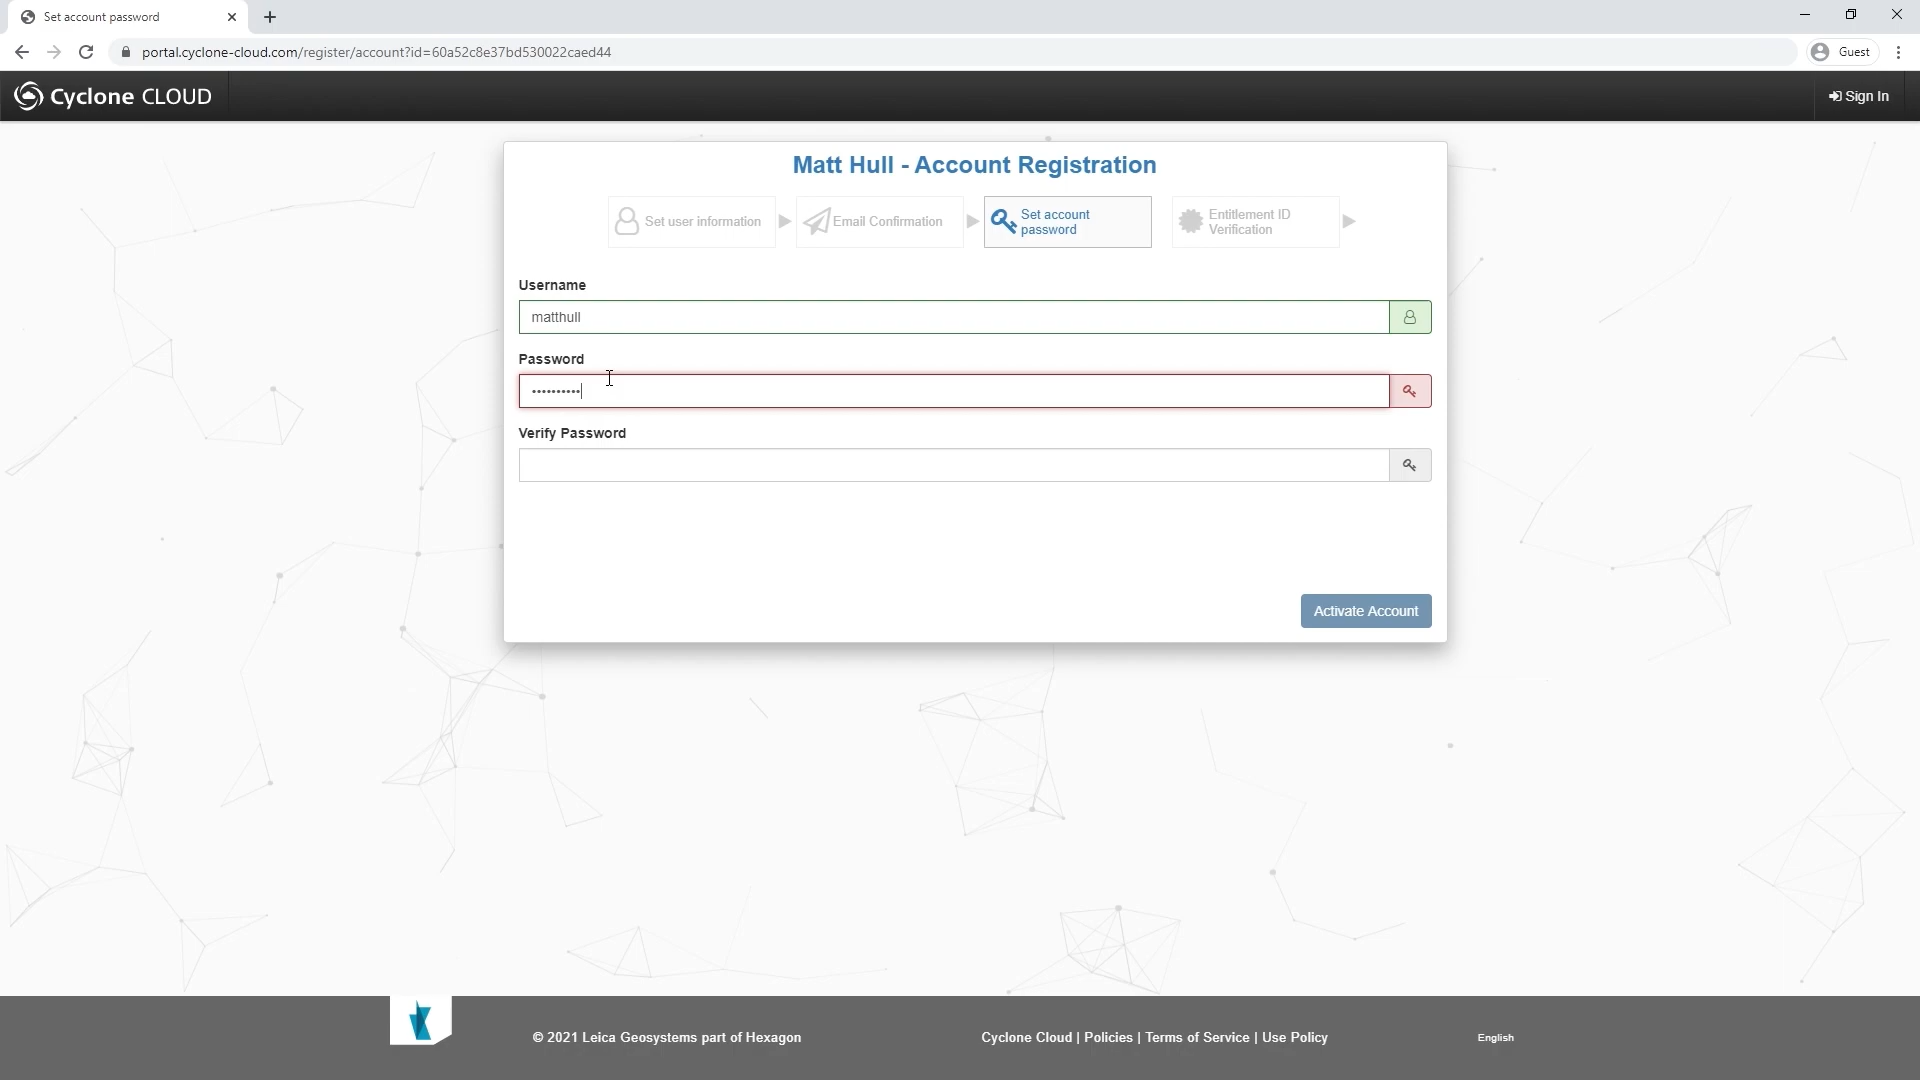 Set account password
portal.cyclone-cloud.com/register/account?id=60a52c8e37bd530022caed44
Guest
Cyclone CLOUD
Sign In
Matt Hull - Account Registration
Set user information
Email Confirmation
Set account
password
Entitlement ID
Verification
Username
matthull
Password
••••••••••
Verify Password
Activate Account
© 2021 Leica Geosystems part of Hexagon
Cyclone Cloud | Policies | Terms of Service | Use Policy
English